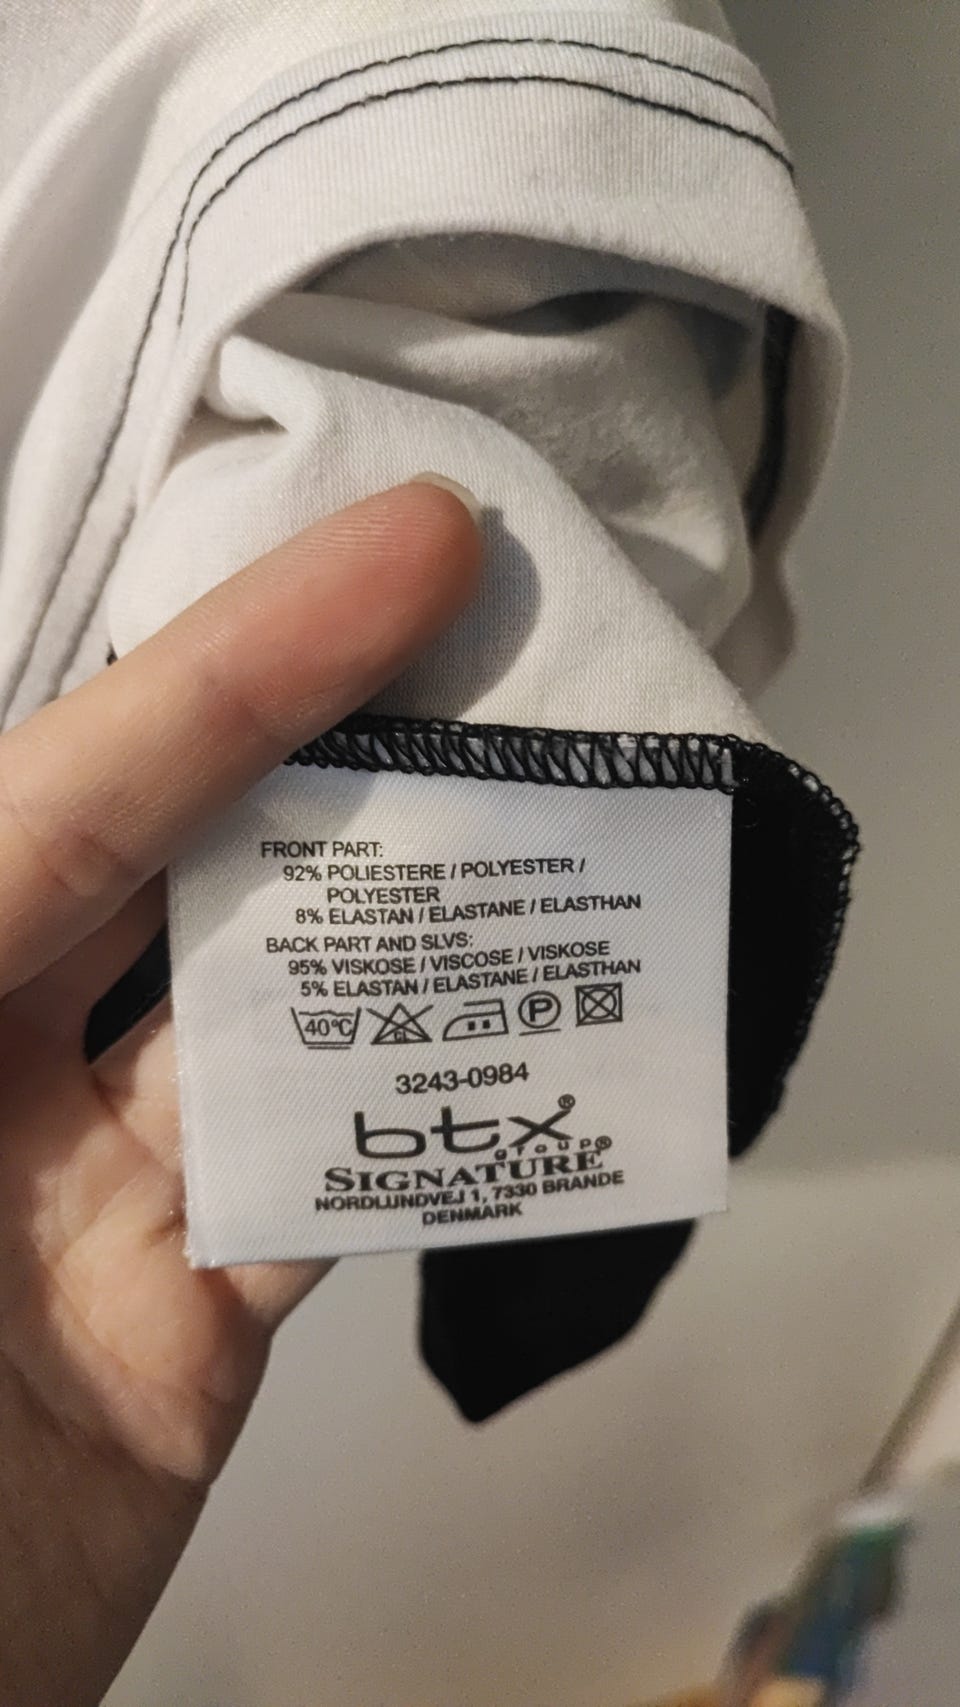 FRONT PART:
92% POLIESTERE / POLYESTER /
POLYESTER
8% ELASTAN / ELASTANE / ELASTHAN
BACK PART AND SLVS:
95% VISKOSE / VISCOSE / VISKOSE
5% ELASTAN / ELASTANE / ELASTHAN
40°C CL P
3243-0984
btx®
group®
SIGNATURE
NORDLUNDVEJ 1, 7330 BRANDE
DENMARK